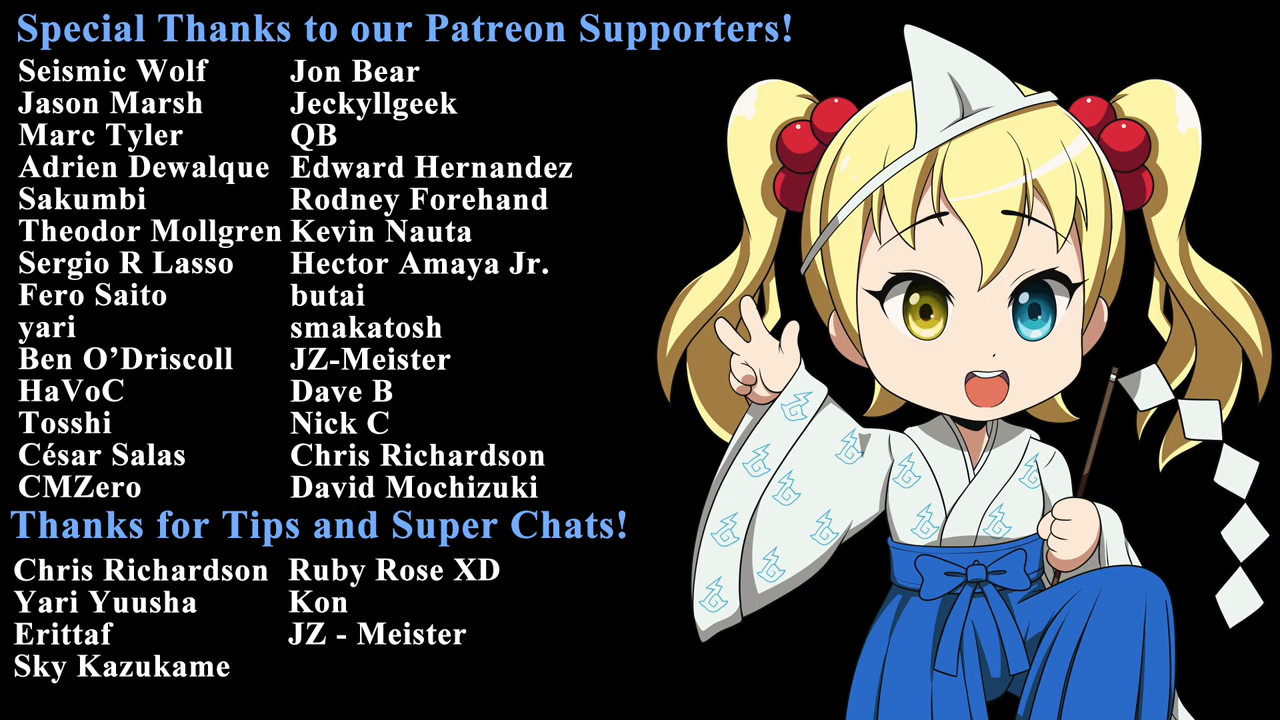 Special Thanks to our Patreon Supporters!
Seismic Wolf
Jason Marsh
Marc Tyler
Adrien Dewalque
Sakumbi
Theodor Mollgren
Sergio R Lasso
Fero Saito
yari
Ben O’Driscoll
HaVoC
Tosshi
César Salas
CMZero
Jon Bear
Jeckyllgeek
QB
Edward Hernandez
Rodney Forehand
Kevin Nauta
Hector Amaya Jr.
butai
smakatosh
JZ-Meister
Dave B
Nick C
Chris Richardson
David Mochizuki
Thanks for Tips and Super Chats!
Chris Richardson
Yari Yuusha
Erittaf
Sky Kazukame
Ruby Rose XD
Kon
JZ - Meister